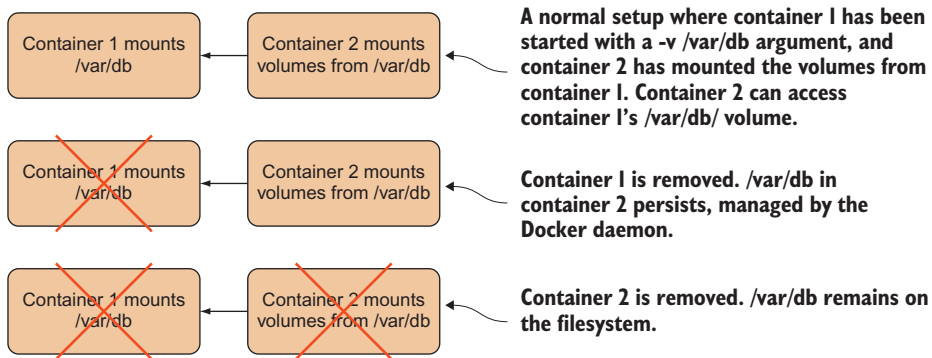 Container 1 mounts
/var/db
Container 2 mounts
volumes from /var/db
A normal setup where container 1 has been
started with a -v /var/db argument, and
container 2 has mounted the volumes from
container 1. Container 2 can access
container 1’s /var/db/ volume.
Container 1 mounts
/var/db
Container 2 mounts
volumes from /var/db
Container 1 is removed. /var/db in
container 2 persists, managed by the
Docker daemon.
Container 1 mounts
/var/db
Container 2 mounts
volumes from /var/db
Container 2 is removed. /var/db remains on
the filesystem.